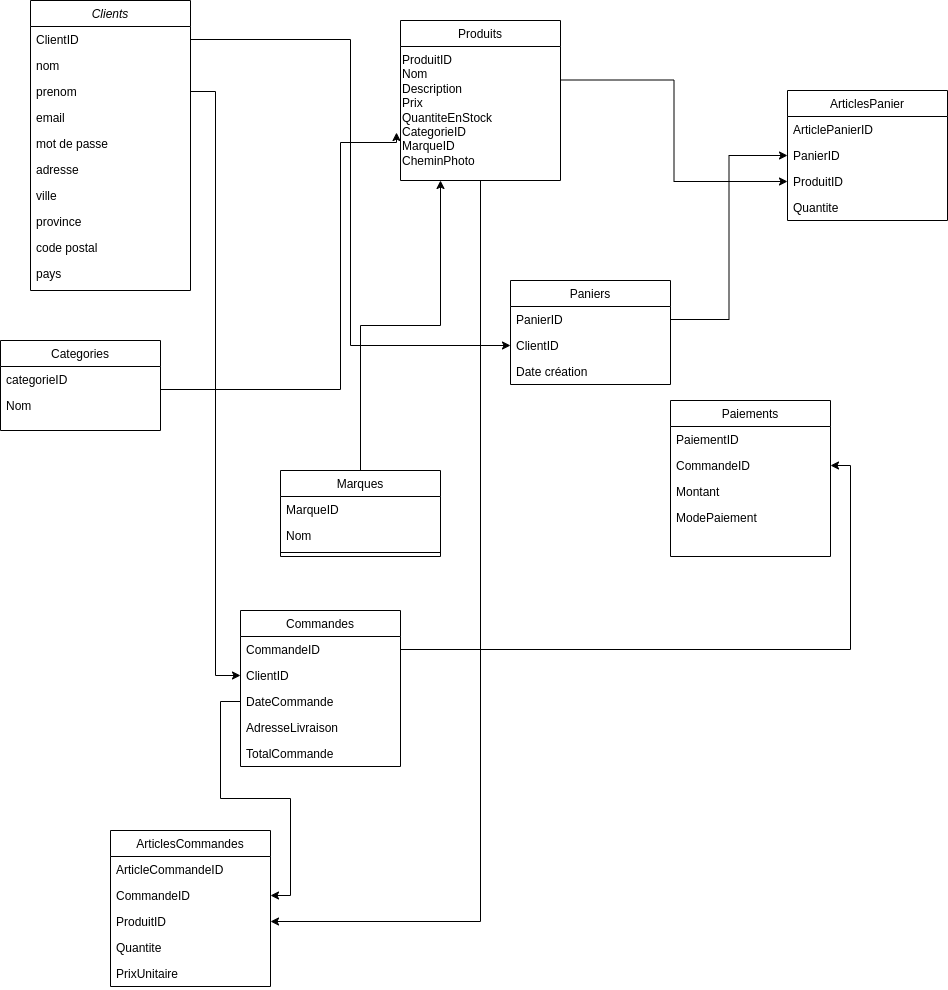 Clients
ClientID
nom
prenom
email
mot de passe
adresse
ville
province
code postal
pays
Produits
ProduitID
Nom
Description
Prix
QuantiteEnStock
CategorieID
MarqueID
CheminPhoto
ArticlesPanier
ArticlePanierID
PanierID
ProduitID
Quantite
Paniers
PanierID
ClientID
Date création
Categories
categorieID
Nom
Paiements
PaiementID
CommandeID
Montant
ModePaiement
Marques
MarqueID
Nom
Commandes
CommandeID
ClientID
DateCommande
AdresseLivraison
TotalCommande
ArticlesCommandes
ArticleCommandeID
CommandeID
ProduitID
Quantite
PrixUnitaire